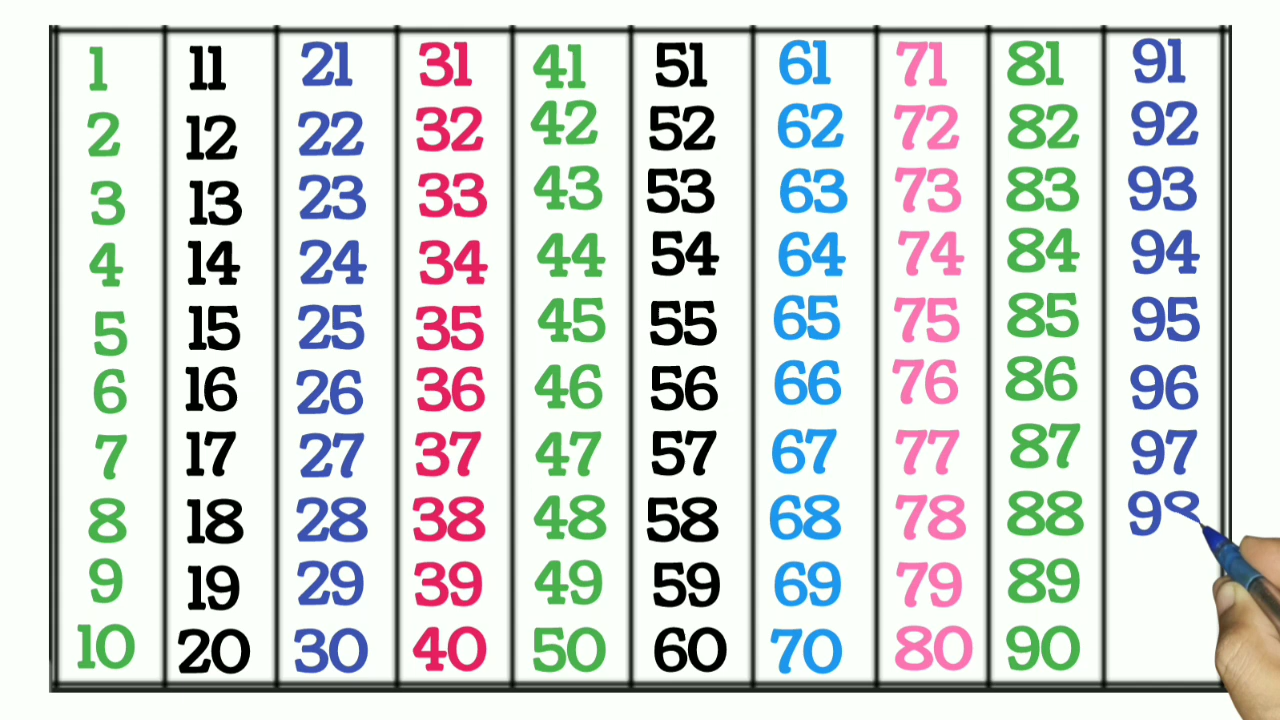 1 11 21 31 41 51 61 71 81 91
2 12 22 32 42 52 62 72 82 92
3 13 23 33 43 53 63 73 83 93
4 14 24 34 44 54 64 74 84 94
5 15 25 35 45 55 65 75 85 95
6 16 26 36 46 56 66 76 86 96
7 17 27 37 47 57 67 77 87 97
8 18 28 38 48 58 68 78 88 98
9 19 29 39 49 59 69 79 89
10 20 30 40 50 60 70 80 90